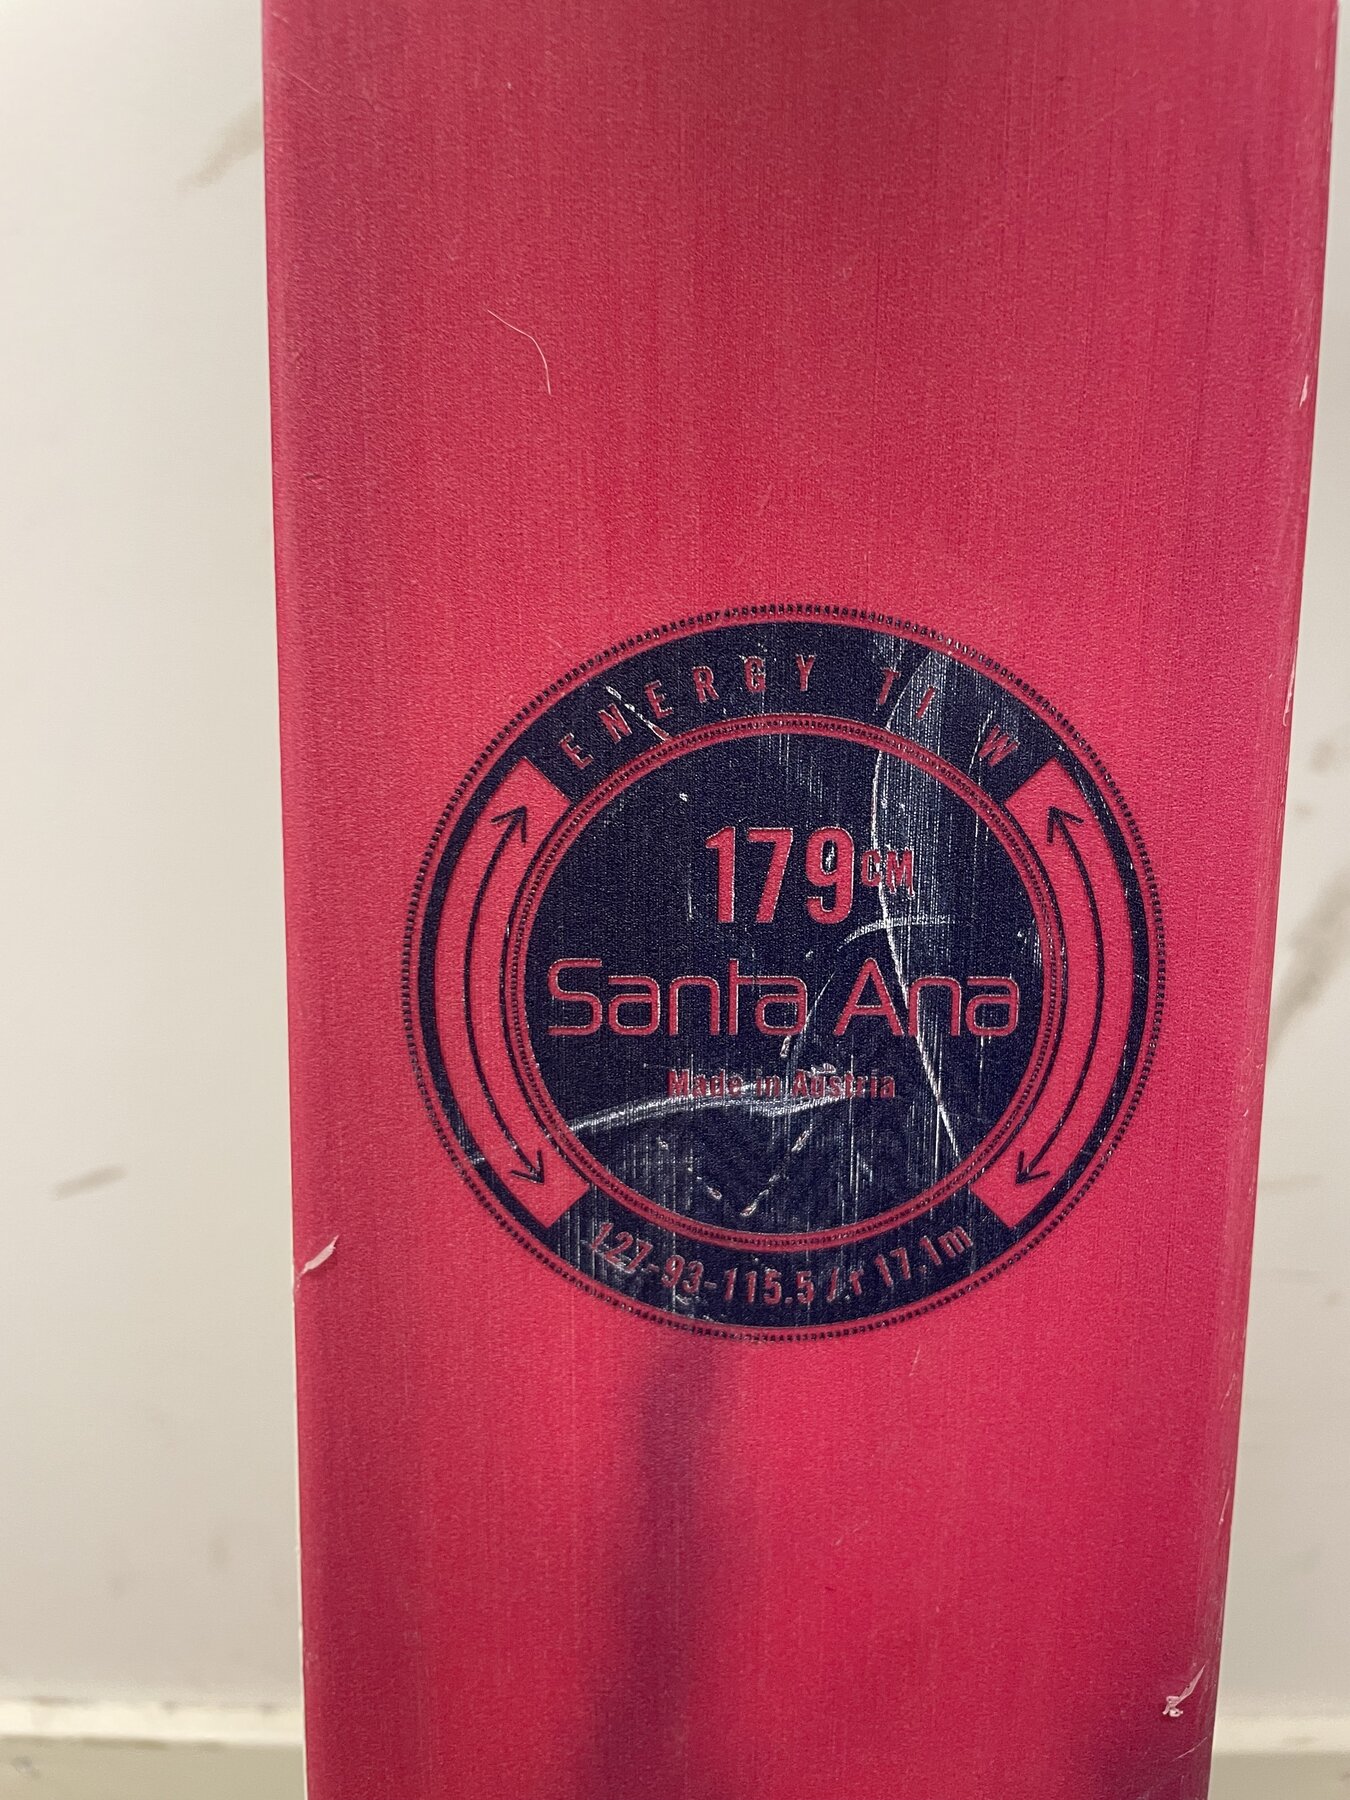 ENERGY TI W
179CM
Santa Ana
Made in Austria
127-93-115.5 / r 17.1m